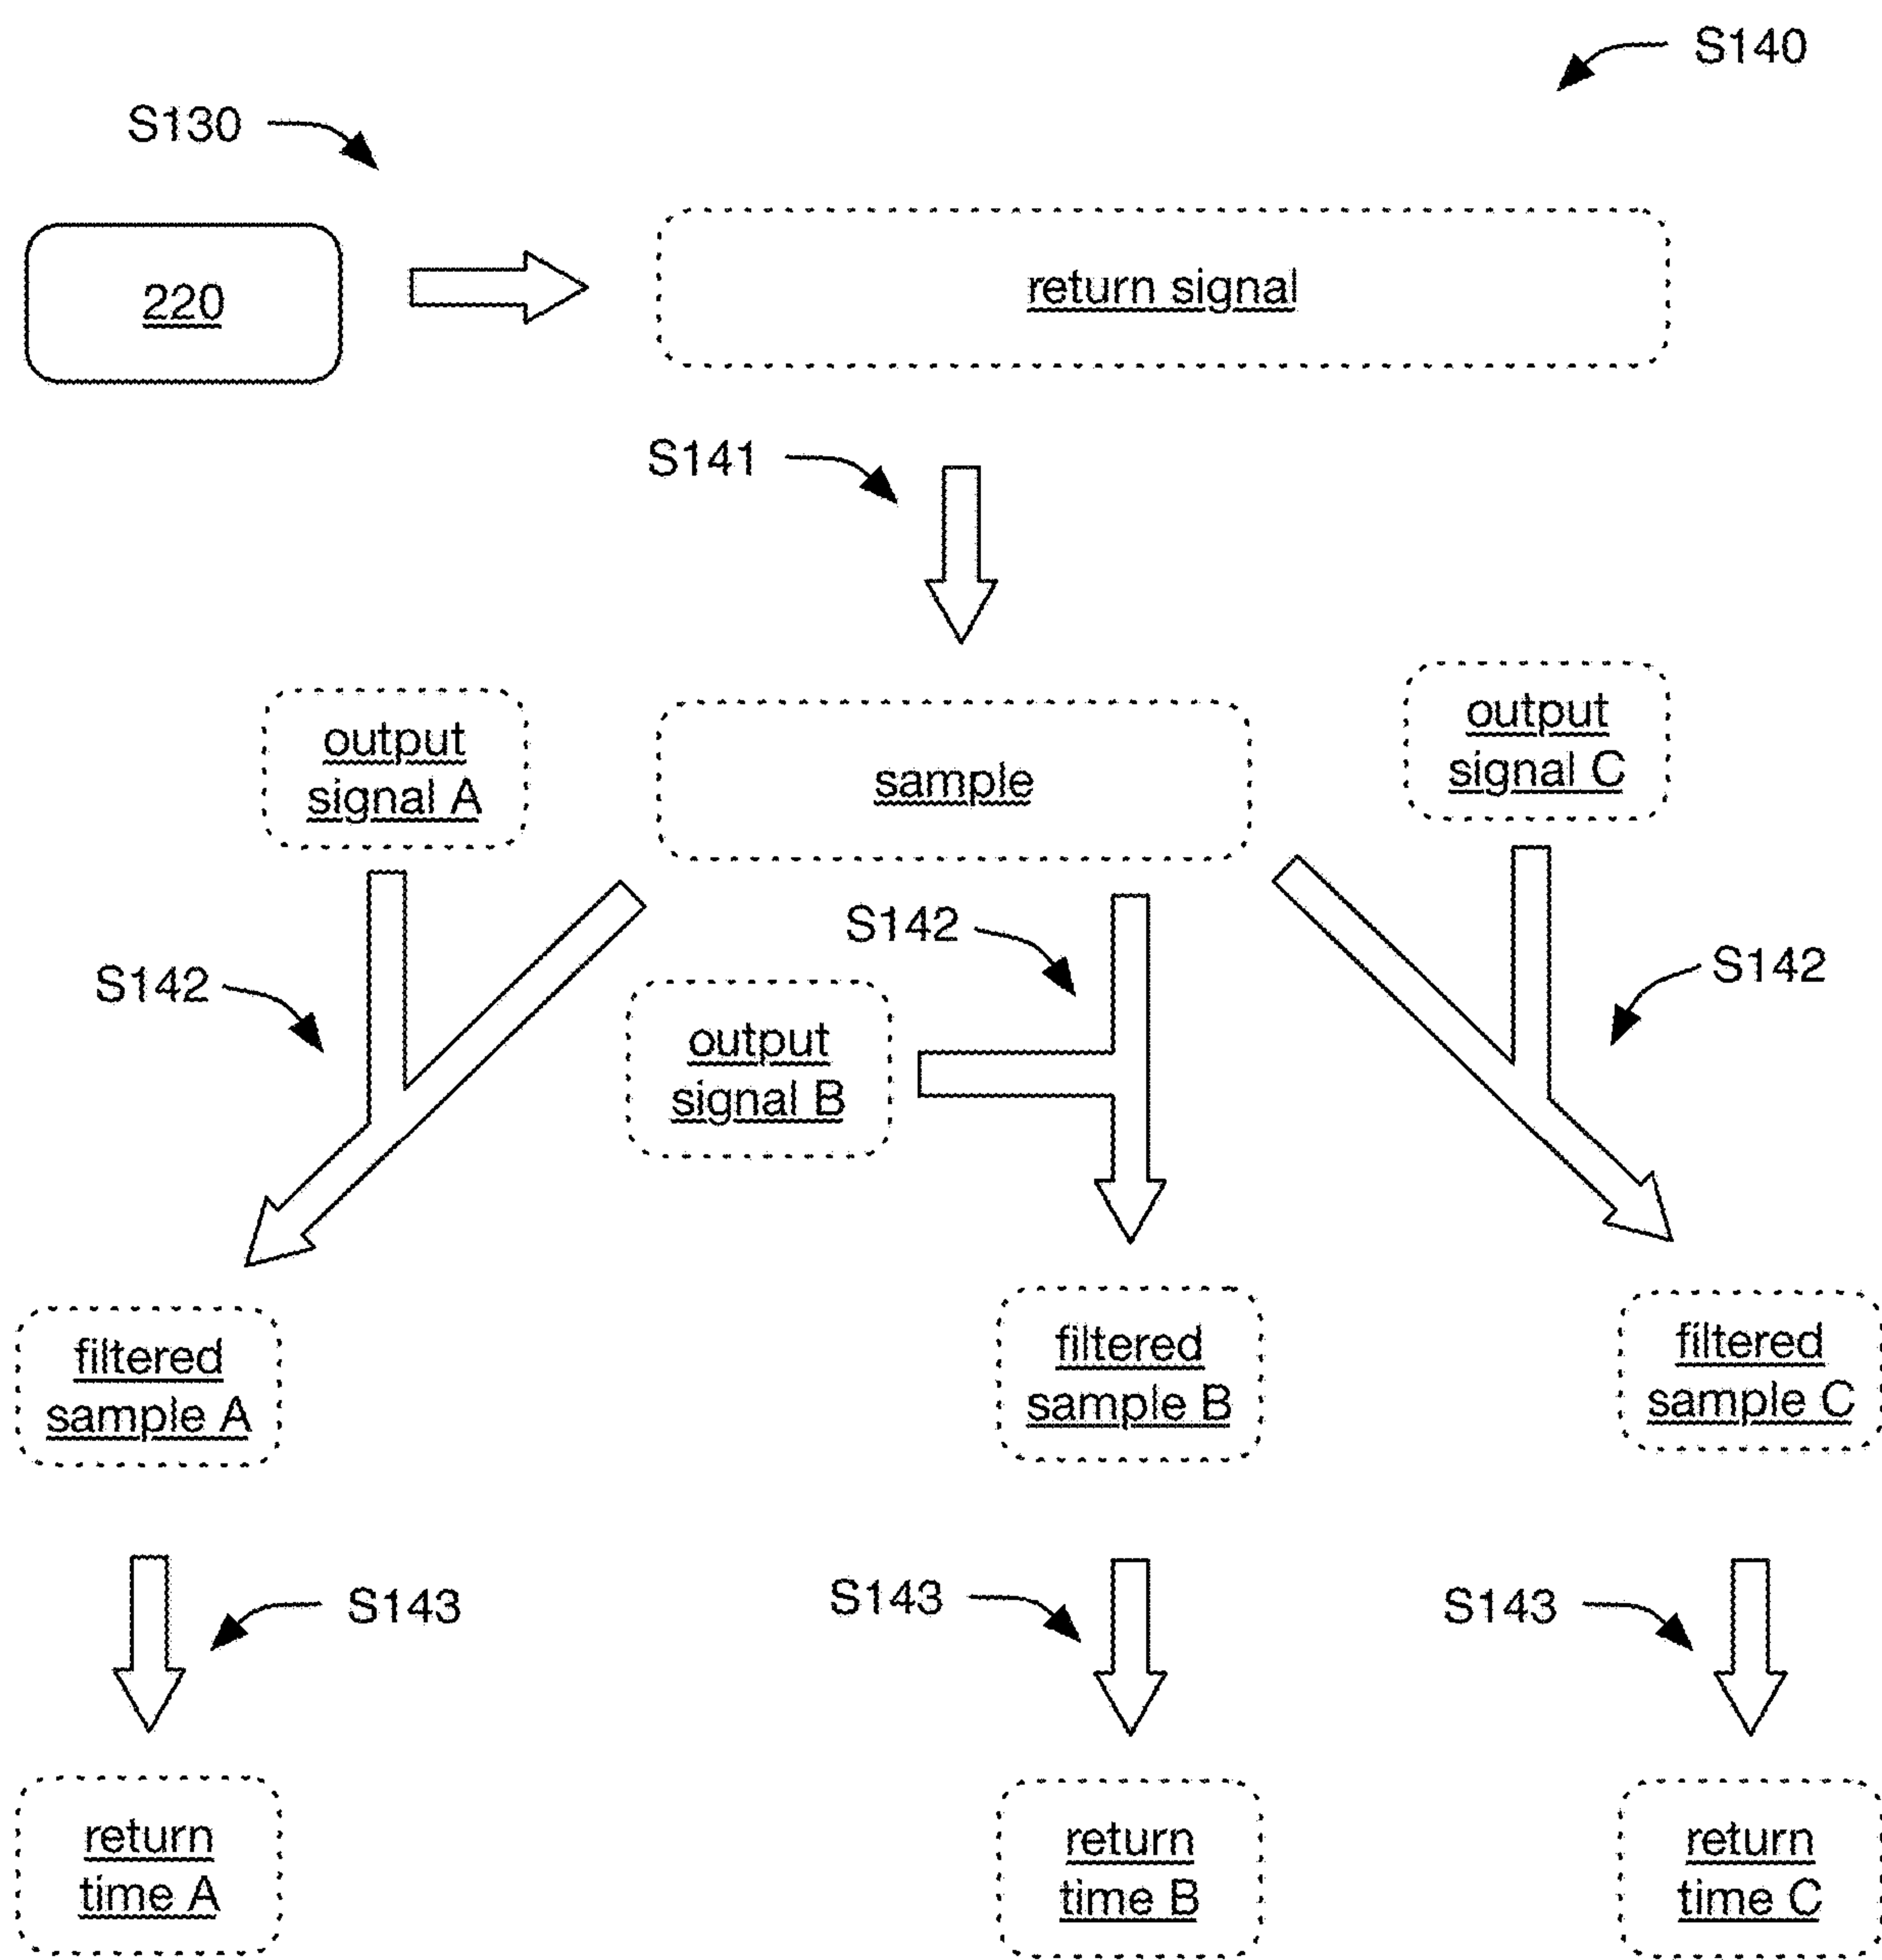 S140
S130
220
return signal
S141
output
signal A
sample
output
signal C
S142
S142
S142
output
signal B
filtered
sample A
filtered
sample B
filtered
sample C
S143
S143
S143
return
time A
return
time B
return
time C